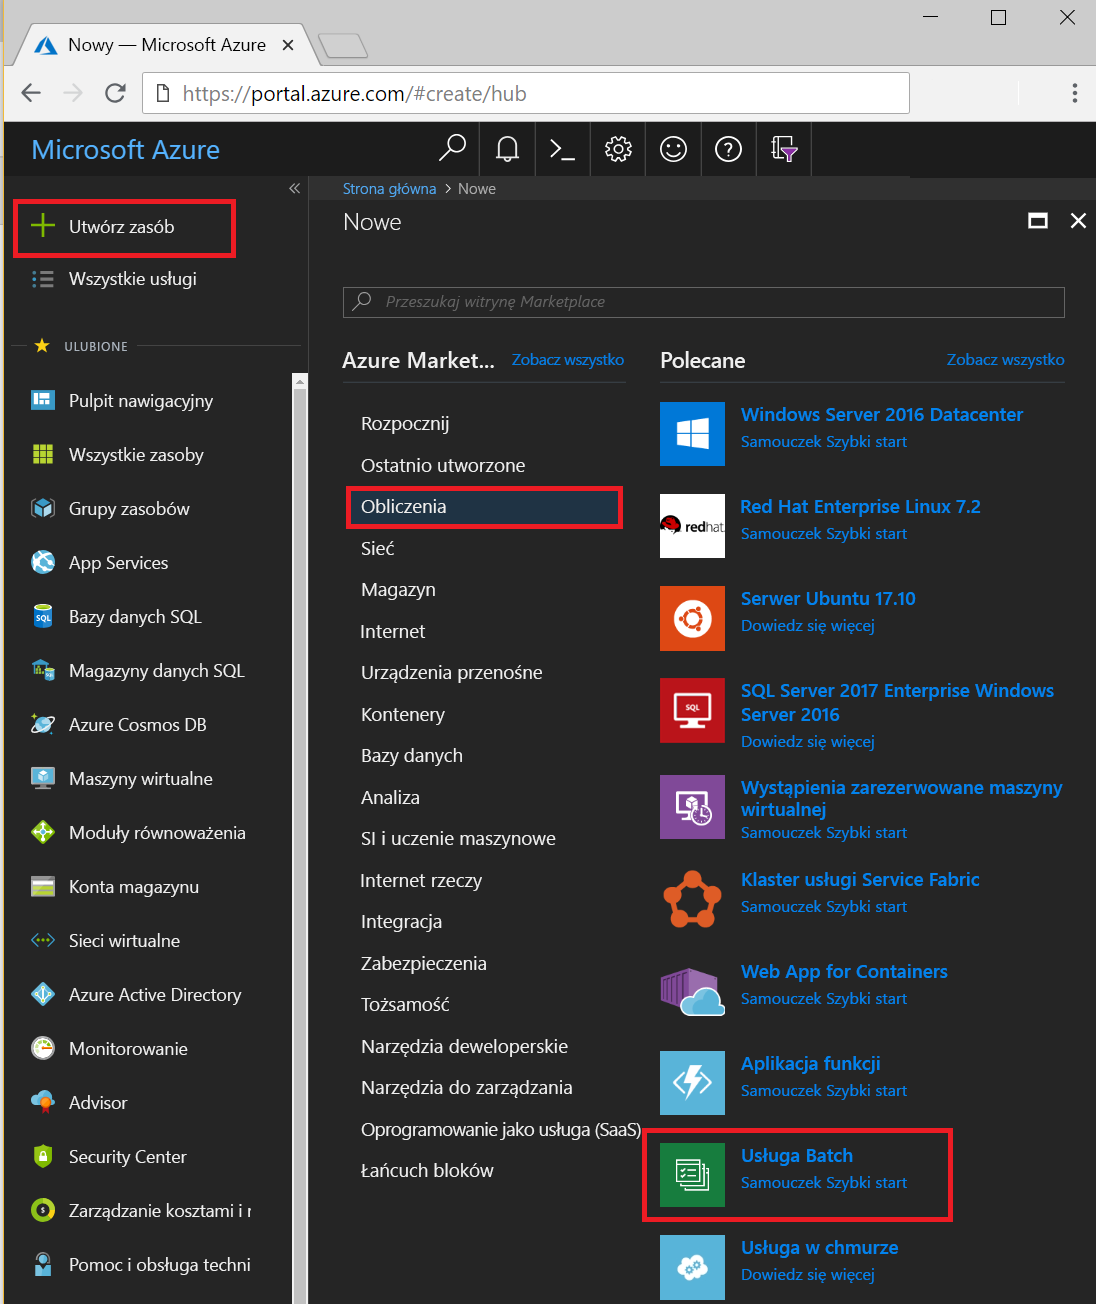 Nowy — Microsoft Azure
https://portal.azure.com/#create/hub
Microsoft Azure
Strona główna > Nowe
Nowe
Utwórz zasób
Wszystkie usługi
ULUBIONE
Pulpit nawigacyjny
Wszystkie zasoby
Grupy zasobów
App Services
SQL
Bazy danych SQL
Magazyny danych SQL
Azure Cosmos DB
Maszyny wirtualne
Moduły równoważenia
Konta magazynu
Sieci wirtualne
Azure Active Directory
Monitorowanie
Advisor
Security Center
Zarządzanie kosztami i r
Pomoc i obsługa techni
Przeszukaj witrynę Marketplace
Azure Market... Zobacz wszystko
Rozpocznij
Ostatnio utworzone
Obliczenia
Sieć
Magazyn
Internet
Urządzenia przenośne
Kontenery
Bazy danych
Analiza
SI i uczenie maszynowe
Internet rzeczy
Integracja
Zabezpieczenia
Tożsamość
Narzędzia deweloperskie
Narzędzia do zarządzania
Oprogramowanie jako usługa (SaaS)
Łańcuch bloków
Polecane Zobacz wszystko
Windows Server 2016 Datacenter
Samouczek Szybki start
redhat
Red Hat Enterprise Linux 7.2
Samouczek Szybki start
Serwer Ubuntu 17.10
Dowiedz się więcej
SQL
SQL Server 2017 Enterprise Windows
Server 2016
Dowiedz się więcej
Wystąpienia zarezerwowane maszyny
wirtualnej
Samouczek Szybki start
Klaster usługi Service Fabric
Samouczek Szybki start
Web App for Containers
Samouczek Szybki start
Aplikacja funkcji
Samouczek Szybki start
Usługa Batch
Samouczek Szybki start
Usługa w chmurze
Dowiedz się więcej